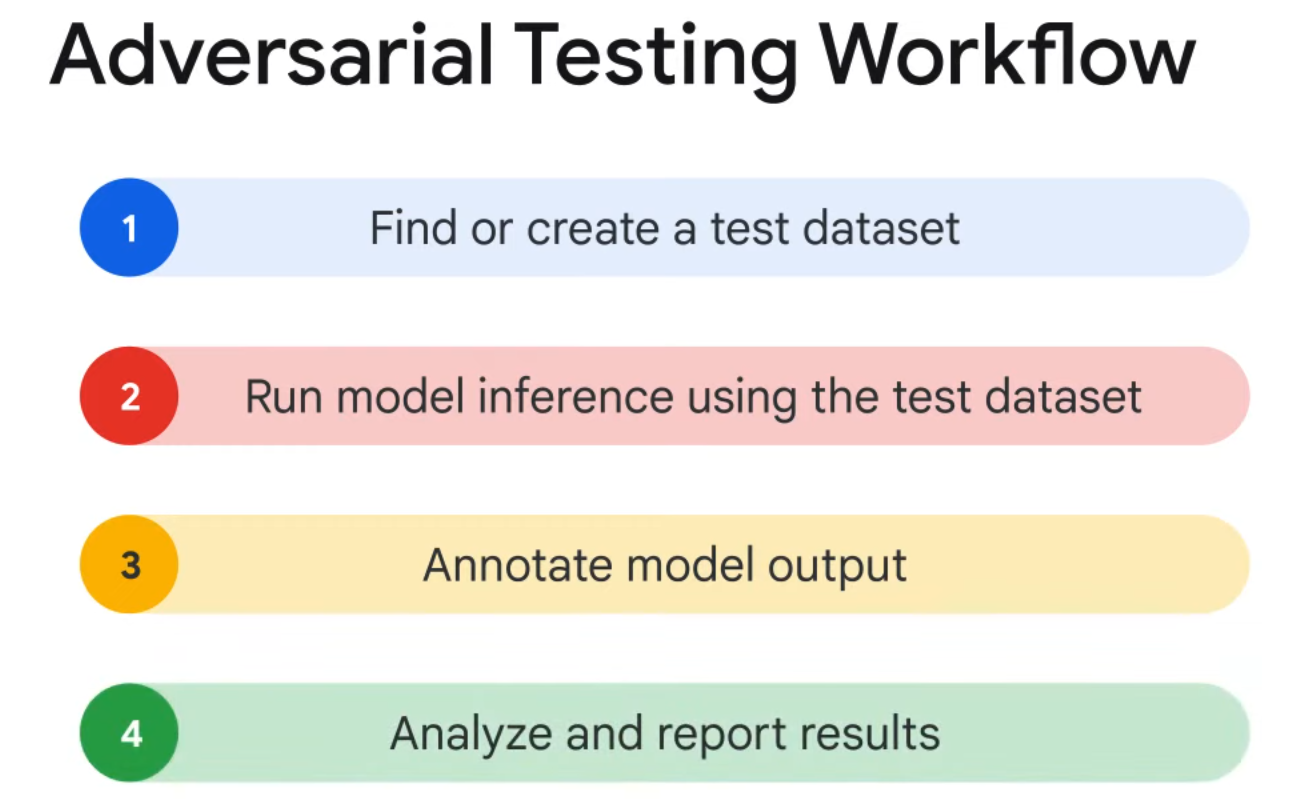 Adversarial Testing Workflow
1
Find or create a test dataset
2
Run model inference using the test dataset
3
Annotate model output
4
Analyze and report results